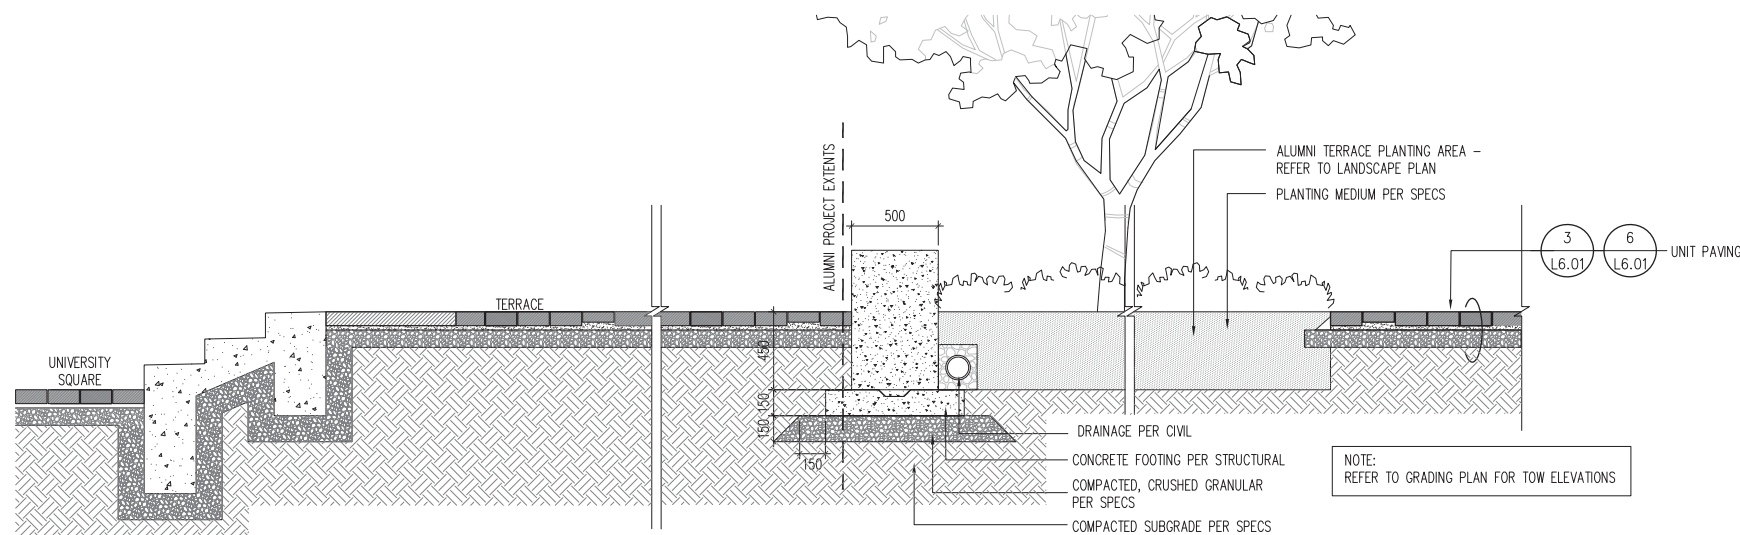 ALUMNI PROJECT EXTENTS
500
ALUMNI TERRACE PLANTING AREA –
REFER TO LANDSCAPE PLAN
PLANTING MEDIUM PER SPECS
3
L6.01
6
L6.01
UNIT PAVING
TERRACE
UNIVERSITY
SQUARE
450
150
150
150
DRAINAGE PER CIVIL
CONCRETE FOOTING PER STRUCTURAL
COMPACTED, CRUSHED GRANULAR
PER SPECS
COMPACTED SUBGRADE PER SPECS
NOTE:
REFER TO GRADING PLAN FOR TOW ELEVATIONS